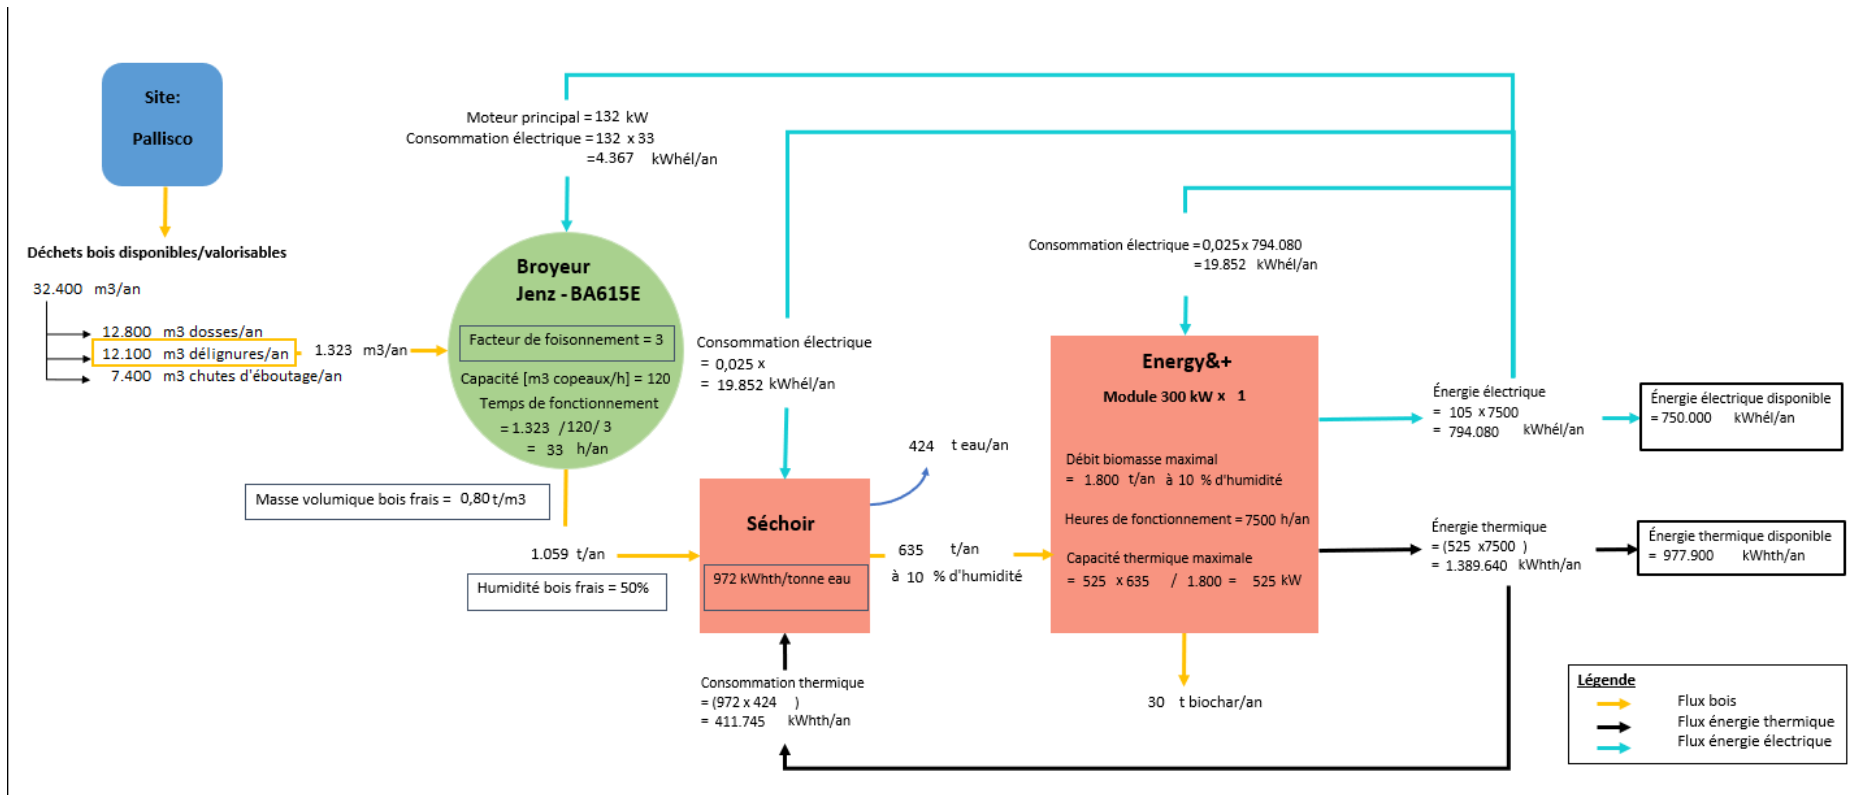 Site:
Pallisco
Déchets bois disponibles/valorisables
32.400 m3/an
12.800 m3 dosses/an
12.100 m3 délignures/an
7.400 m3 chutes d'éboutage/an
1.323 m3/an
Moteur principal = 132 kW
Consommation électrique = 132 x 33
=4.367 kWhél/an
Broyeur
Jenz - BA615E
Facteur de foisonnement = 3
Capacité [m3 copeaux/h] = 120
Temps de fonctionnement
= 1.323 /120/ 3
= 33 h/an
Masse volumique bois frais = 0,80 t/m3
1.059 t/an
Humidité bois frais = 50%
Consommation électrique
= 0,025 x
= 19.852 kWhél/an
Séchoir
972 kWhth/tonne eau
424 t eau/an
635 t/an
à 10 % d'humidité
Consommation thermique
= (972 x 424 )
= 411.745 kWhth/an
Consommation électrique = 0,025 x 794.080
= 19.852 kWhél/an
Energy&+
Module 300 kW x 1
Débit biomasse maximal
= 1.800 t/an à 10 % d'humidité
Heures de fonctionnement = 7500 h/an
Capacité thermique maximale
= 525 x 635 / 1.800 = 525 kW
30 t biochar/an
Énergie électrique
= 105 x 7500
= 794.080 kWhél/an
Énergie électrique disponible
= 750.000 kWhél/an
Énergie thermique
= (525 x7500 )
= 1.389.640 kWhth/an
Énergie thermique disponible
= 977.900 kWhth/an
Légende
Flux bois
Flux énergie thermique
Flux énergie électrique